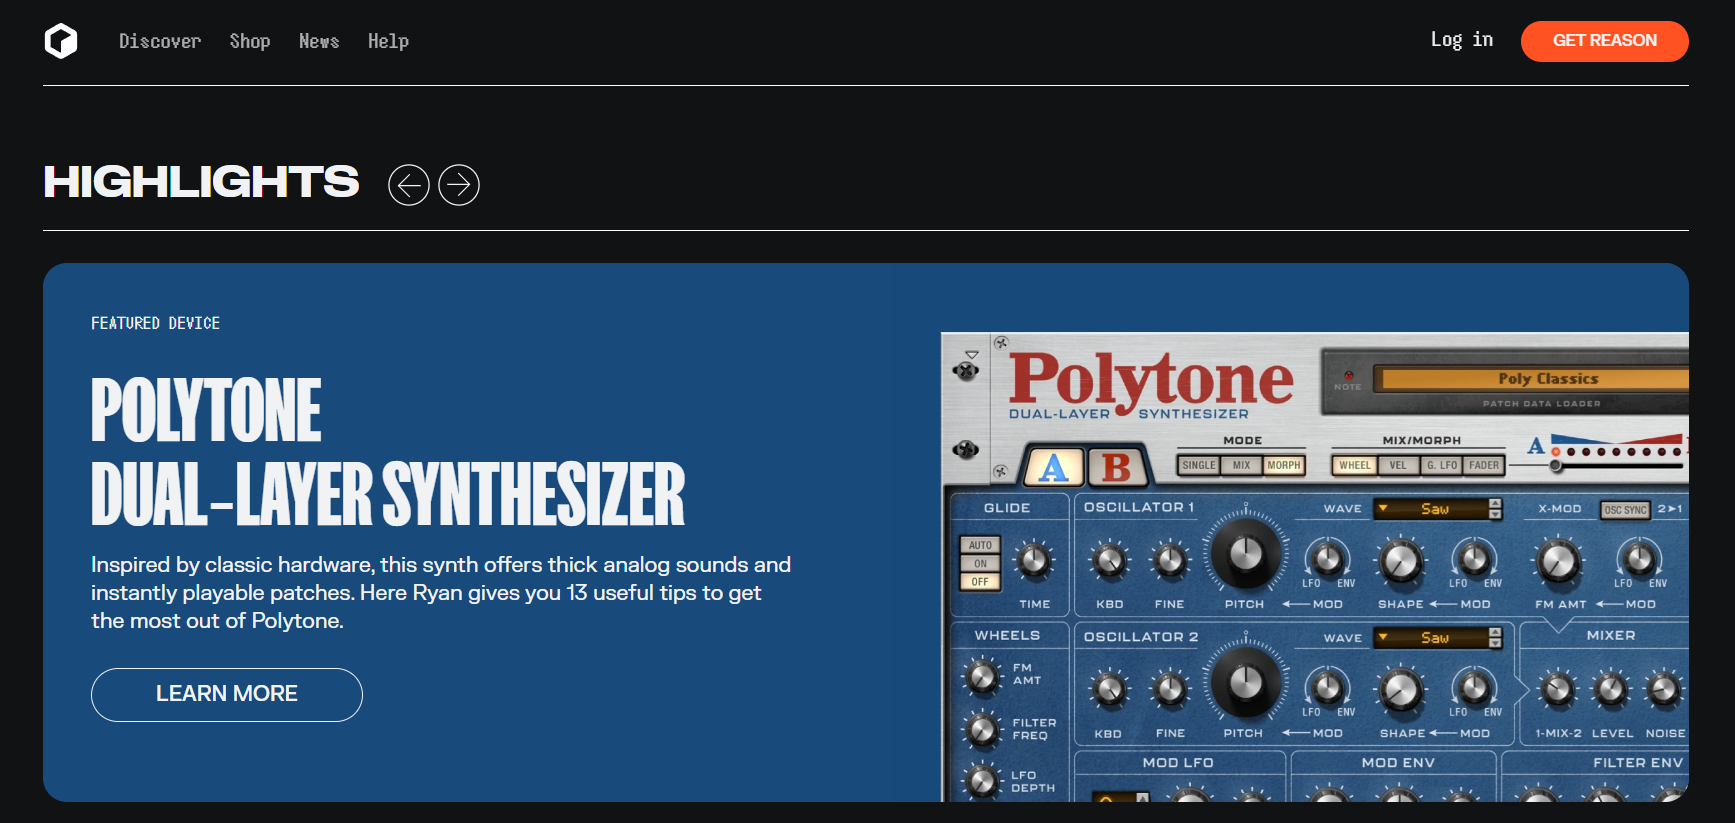 Discover Shop News Help
Log in
GET REASON
HIGHLIGHTS
FEATURED DEVICE
POLYTONE
DUAL-LAYER SYNTHESIZER
Inspired by classic hardware, this synth offers thick analog sounds and
instantly playable patches. Here Ryan gives you 13 useful tips to get
the most out of Polytone.
LEARN MORE
Polytone
DUAL-LAYER SYNTHESIZER
NOTE
Poly Classics
PATCH DATA LOADER
A B
MODE
SINGLE MIX MORPH
MIX/MORPH
WHEEL VEL G. LFO FADER
A
GLIDE
AUTO
ON
OFF
TIME
OSCILLATOR 1
WAVE Saw
X-MOD OSC SYNC 2►1
LFO ENV LFO ENV LFO ENV
KBD FINE PITCH MOD SHAPE MOD FM AMT MOD
WHEELS
FM
AMT
FILTER
FREQ
LFO
DEPTH
OSCILLATOR 2
WAVE Saw
LFO ENV LFO ENV
KBD FINE PITCH MOD SHAPE MOD
MIXER
1-MIX-2 LEVEL NOISE
MOD LFO
MOD ENV
FILTER ENV